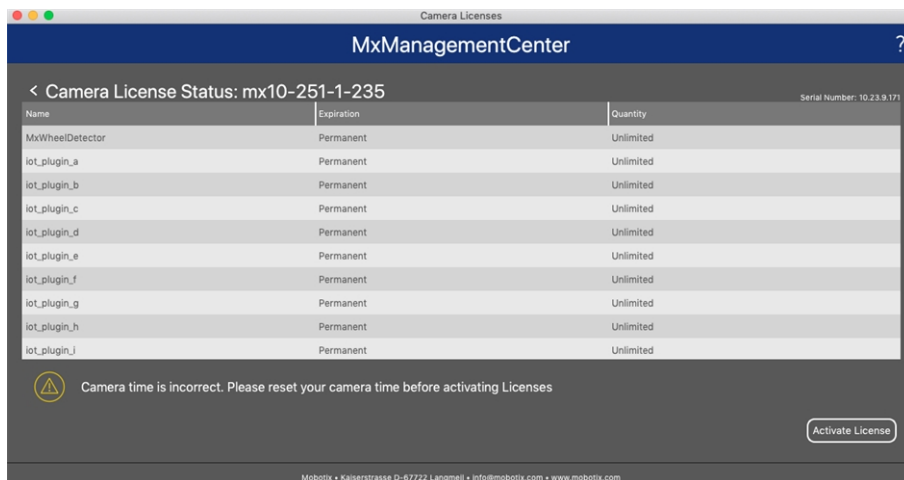 Camera Licenses
MxManagementCenter ?
< Camera License Status: mx10-251-1-235
Serial Number: 10.23.9.171
Name Expiration Quantity
MxWheelDetector Permanent Unlimited
iot_plugin_a Permanent Unlimited
iot_plugin_b Permanent Unlimited
iot_plugin_c Permanent Unlimited
iot_plugin_d Permanent Unlimited
iot_plugin_e Permanent Unlimited
iot_plugin_f Permanent Unlimited
iot_plugin_g Permanent Unlimited
iot_plugin_h Permanent Unlimited
iot_plugin_i Permanent Unlimited
Camera time is incorrect. Please reset your camera time before activating Licenses
Activate License
Mobotix • Kaiserstrasse D-67722 Langmeil • info@mobotix.com • www.mobotix.com